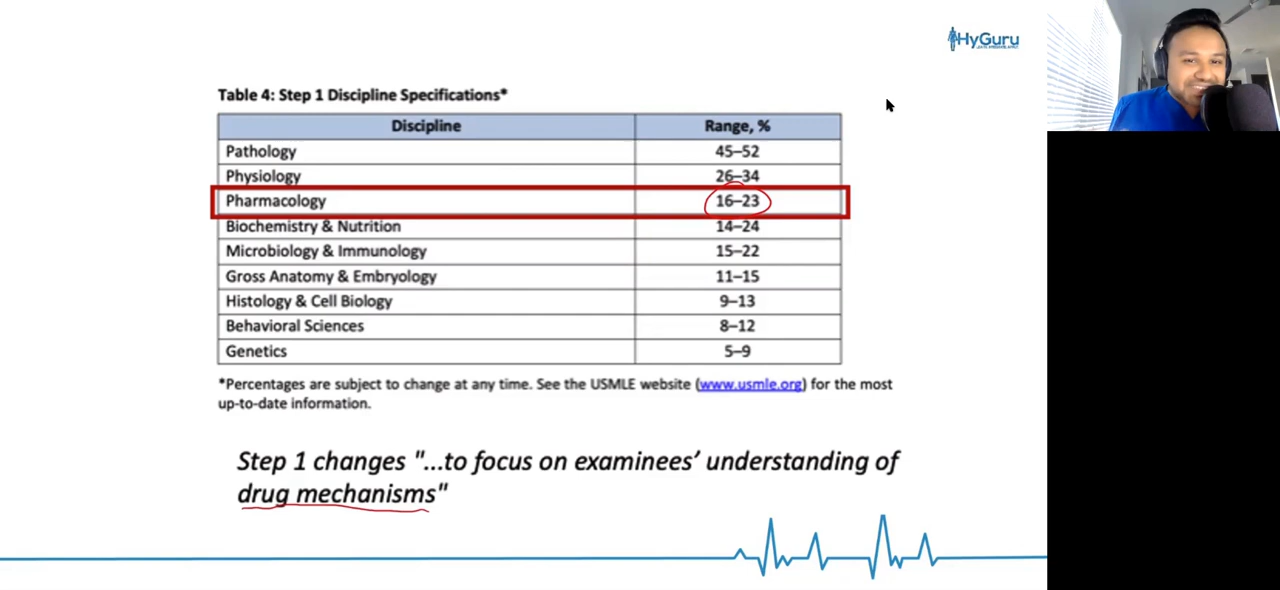 HyGuru
Table 4: Step 1 Discipline Specifications*
Discipline Range, %
Pathology 45–52
Physiology 26–34
Pharmacology 16–23
Biochemistry & Nutrition 14–24
Microbiology & Immunology 15–22
Gross Anatomy & Embryology 11–15
Histology & Cell Biology 9–13
Behavioral Sciences 8–12
Genetics 5–9
*Percentages are subject to change at any time. See the USMLE website (www.usmle.org) for the most
up-to-date information.
Step 1 changes "...to focus on examinees’ understanding of
drug mechanisms"